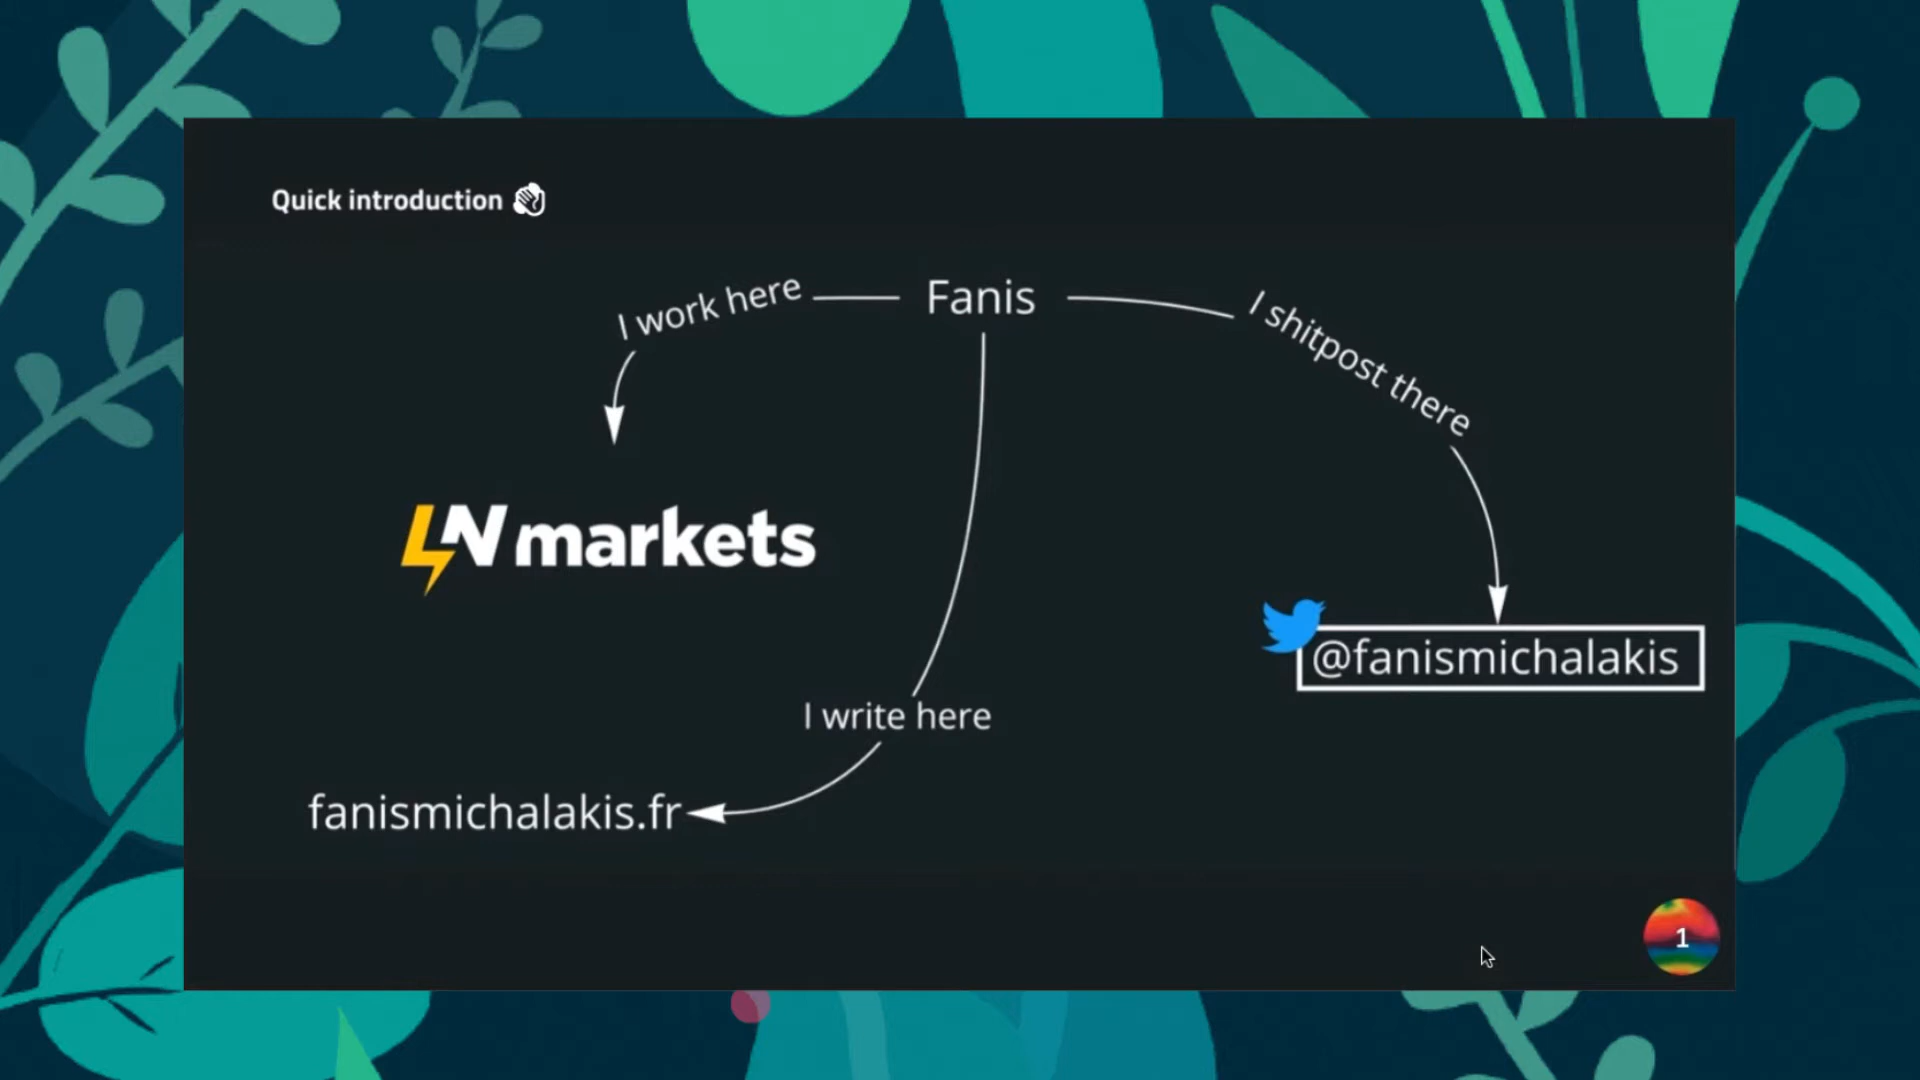 Quick introduction
I work here
Fanis
I shitpost there
LN markets
@fanismichalakis
I write here
fanismichalakis.fr
1